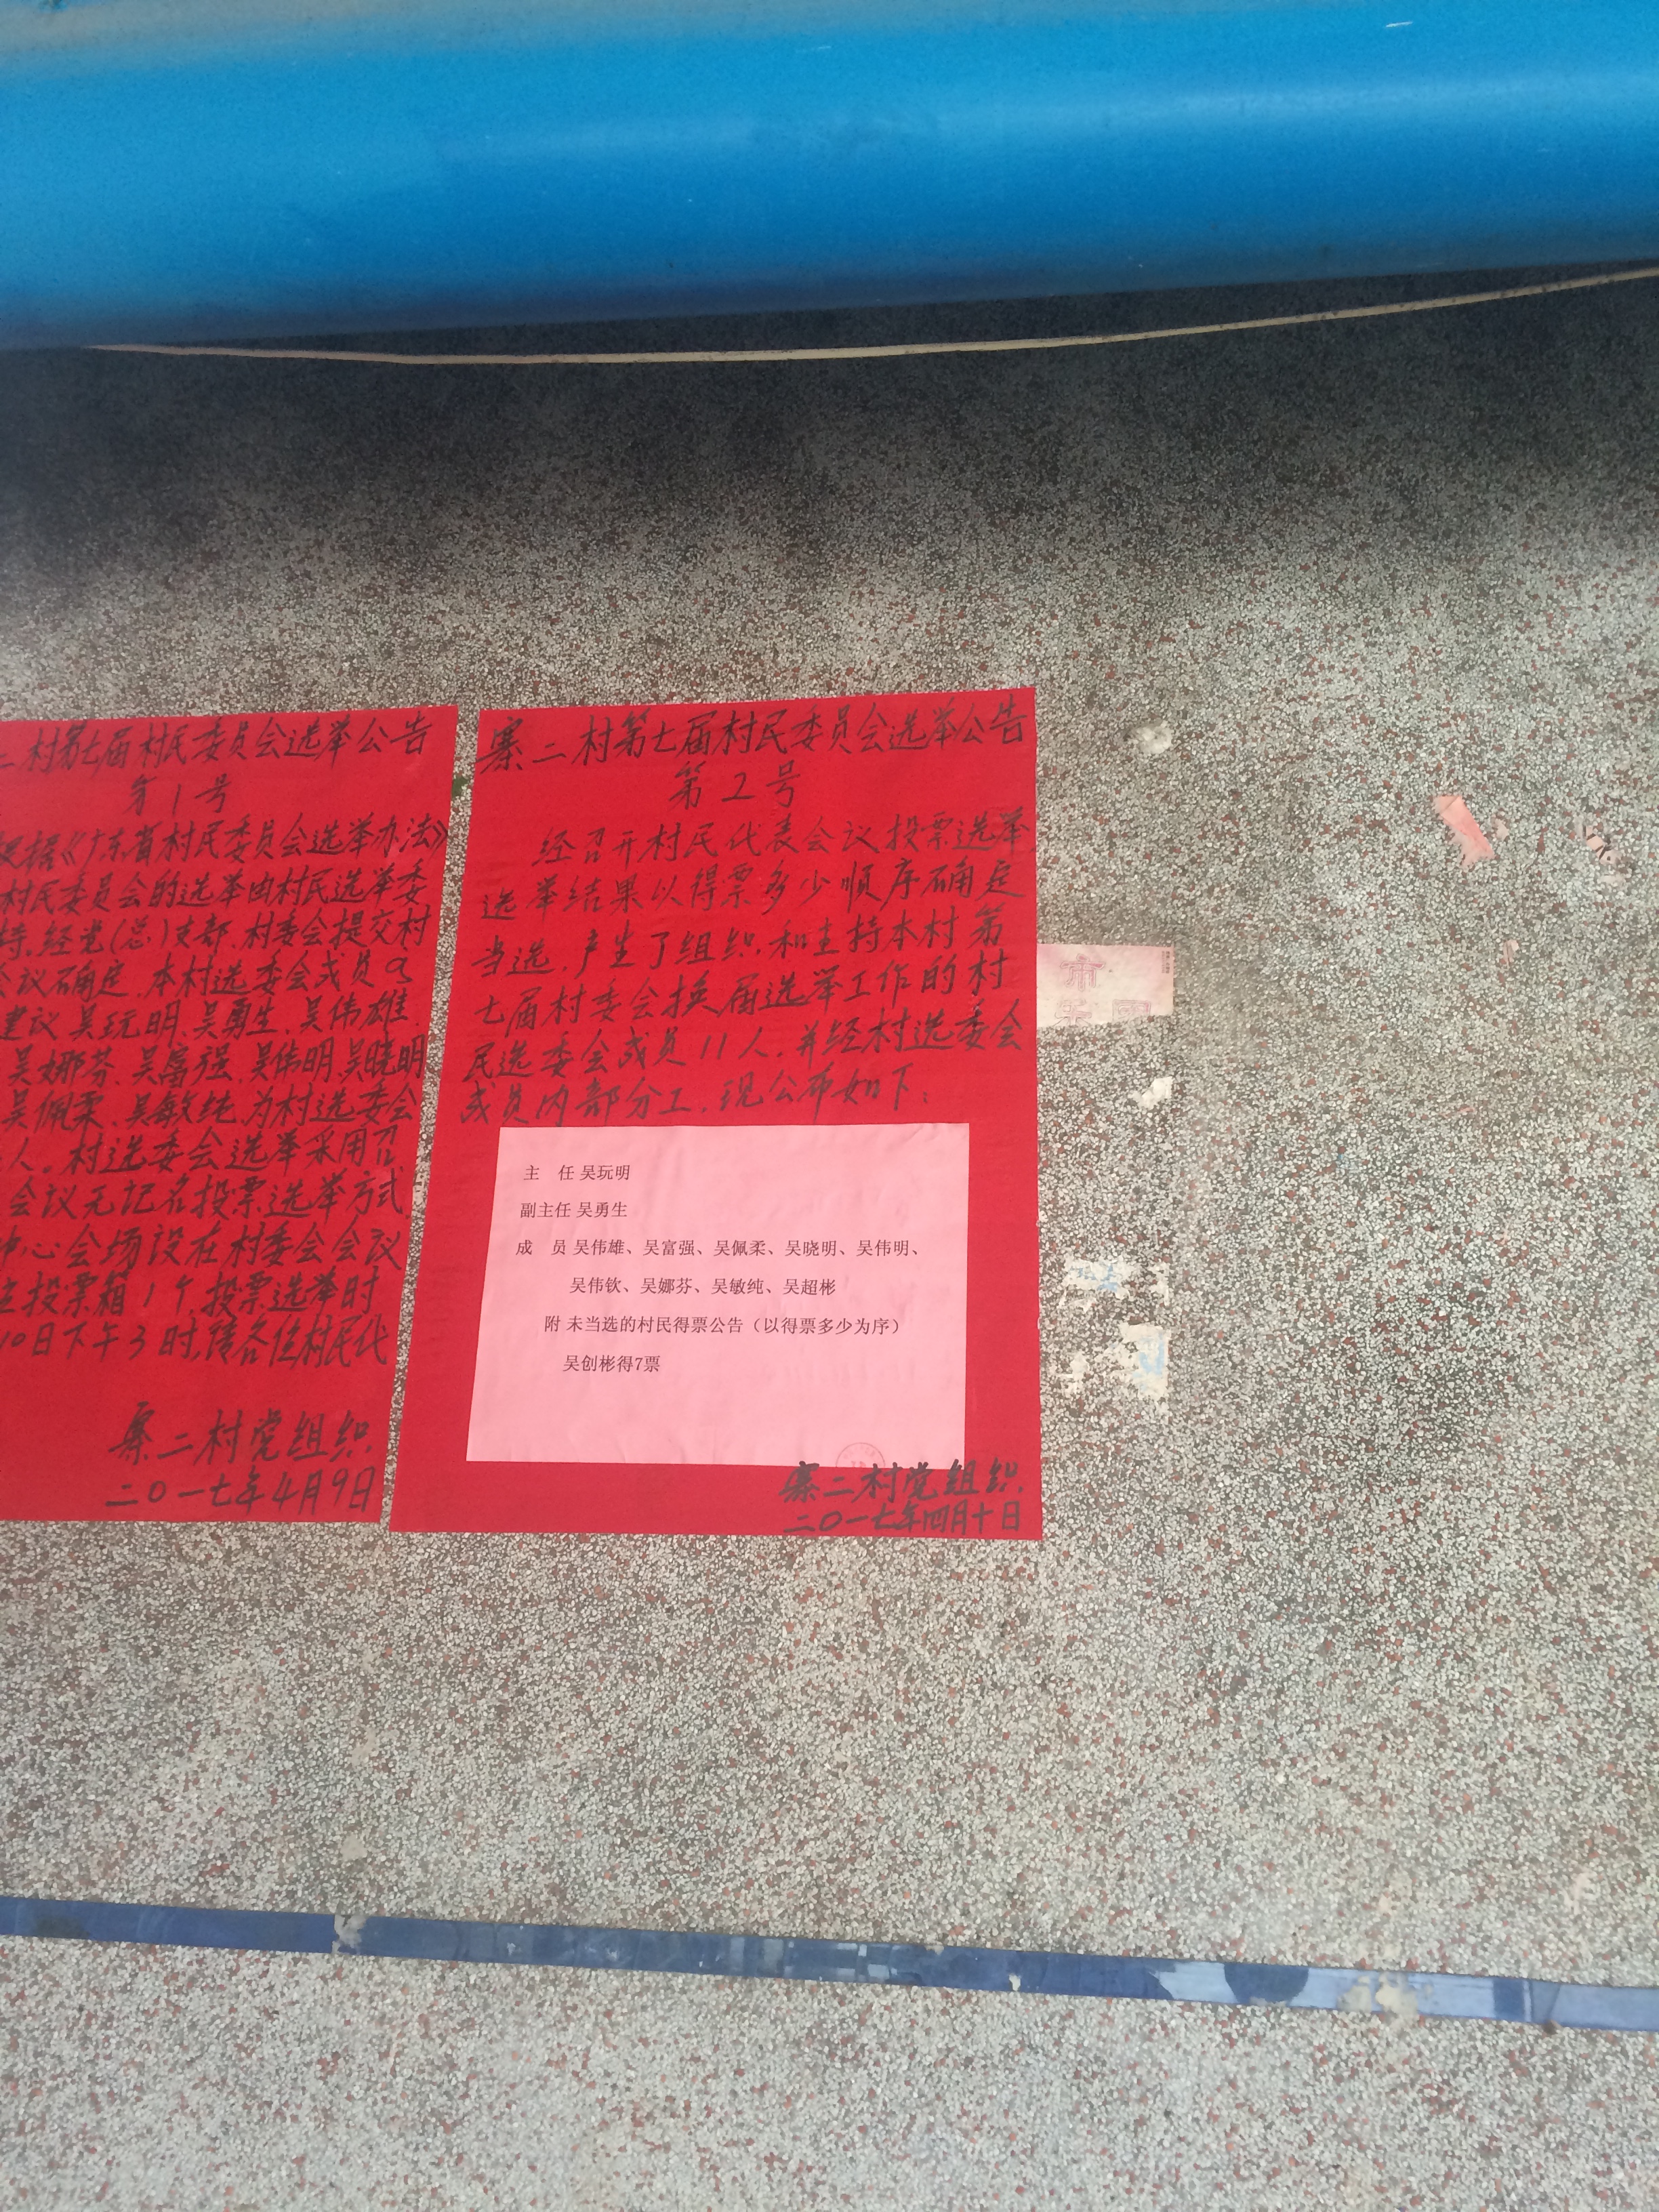 二村第七届村民委员会选举公告
第1号
根据《广东省村民委员会选举办法》
村民委员会的选举由村民选举委
持,经党(总)支部、村委会提交村
会议确定,本村选委会成员9
建议吴玩明、吴勇生、吴伟雄、
吴娜芬、吴富强、吴伟明、吴晓明
吴佩柔、吴敏纯,为村选委会
人。村选委会选举采用召
会议无记名投票选举方式
中心会场设在村委会会议
立投票箱1个,投票选举时
10日下午3时,请各位村民代
寨二村党组织
二〇一七年4月9日
寨二村第七届村民委员会选举公告
第2号
经召开村民代表会议投票选举,
选举结果以得票多少顺序确定
当选,产生了组织,和主持本村第
七届村委会换届选举工作的村
民选委会成员11人,并经村选委会
成员内部分工,现公布如下:
主 任 吴玩明
副主任 吴勇生
成 员 吴伟雄、吴富强、吴佩柔、吴晓明、吴伟明、
吴伟钦、吴娜芬、吴敏纯、吴超彬
附 未当选的村民得票公告（以得票多少为序）
吴创彬得7票
寨二村党组织
二〇一七年四月十日
市